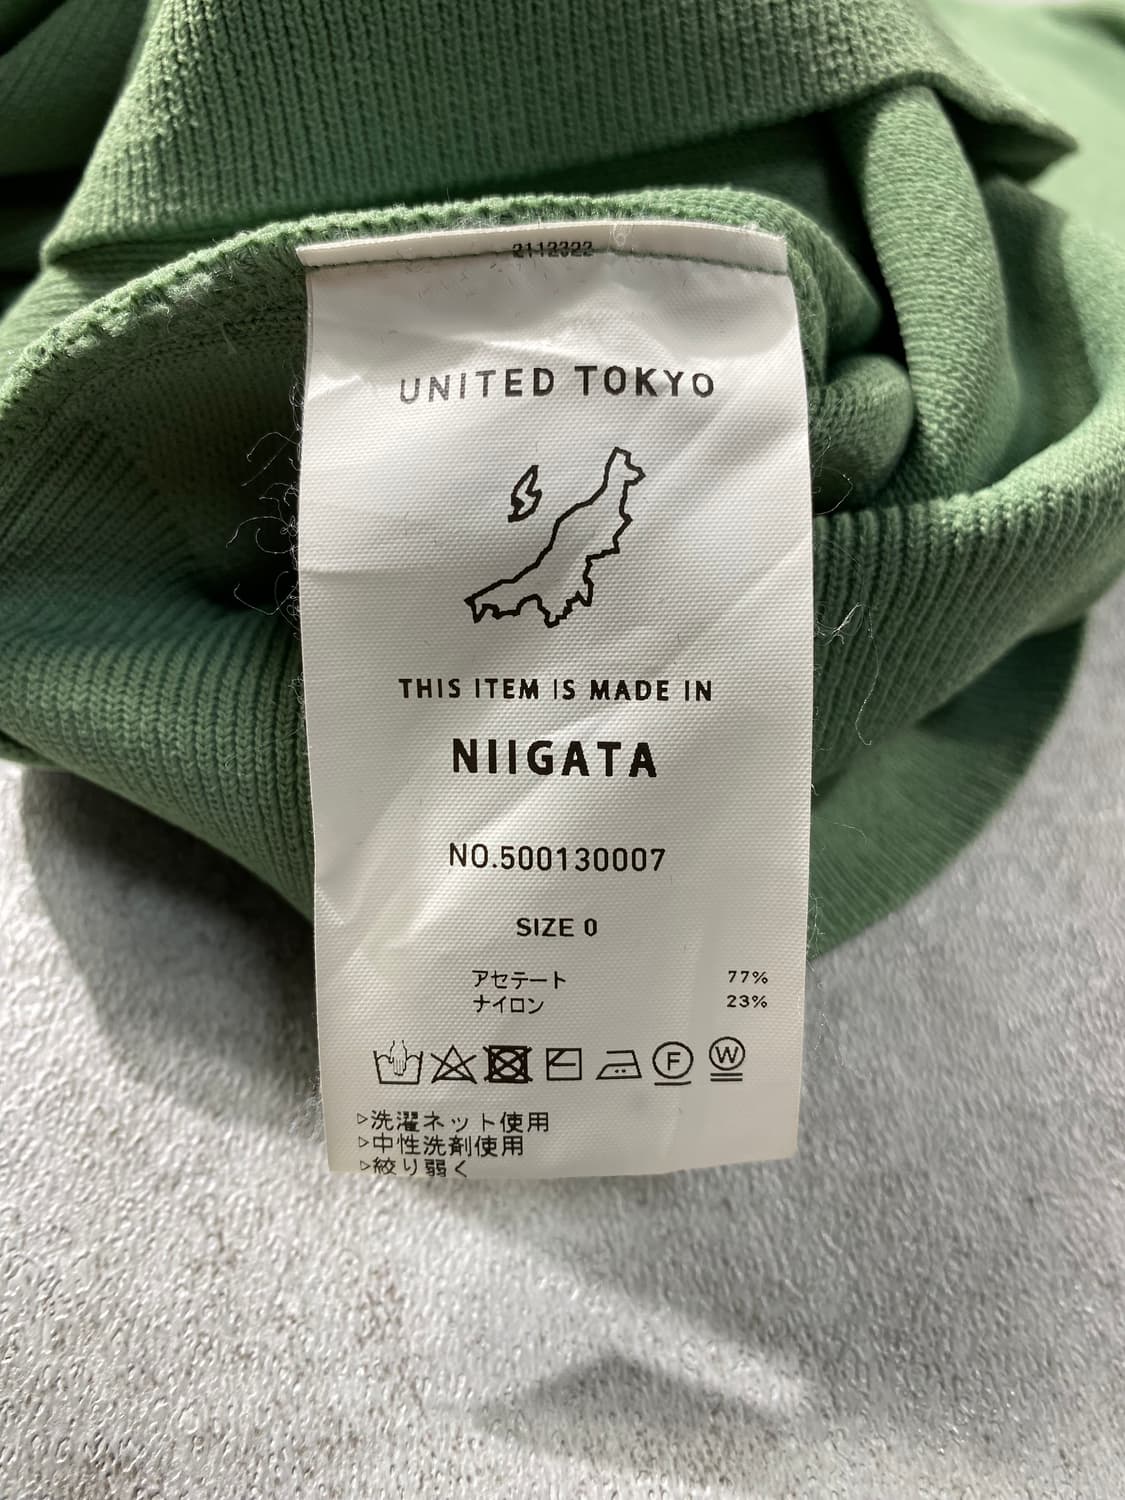 2112322
UNITED TOKYO
THIS ITEM IS MADE IN
NIIGATA
NO.500130007
SIZE 0
アセテート 77%
ナイロン 23%
F W
▷洗濯ネット使用
▷中性洗剤使用
▷絞り弱く